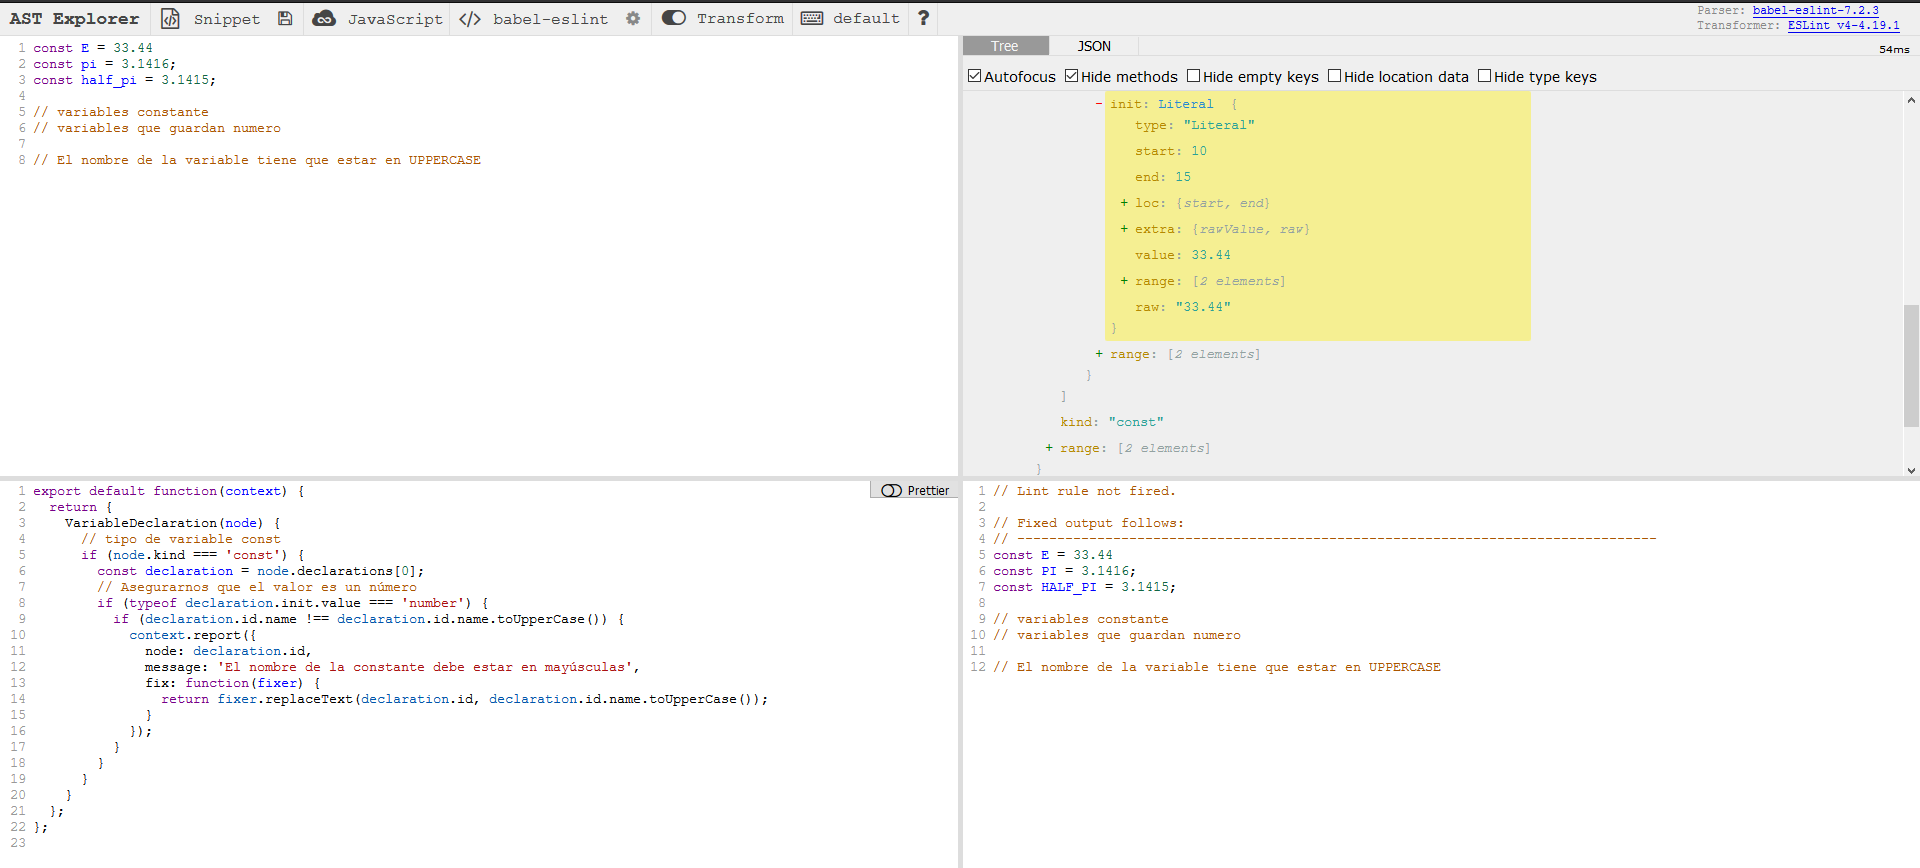 AST Explorer Snippet JavaScript </> babel-eslint Transform default ?
Parser: babel-eslint-7.2.3
Transformer: ESLint v4-4.19.1
1 const E = 33.44
2 const pi = 3.1416;
3 const half_pi = 3.1415;
4
5 // variables constante
6 // variables que guardan numero
7
8 // El nombre de la variable tiene que estar en UPPERCASE
Tree JSON
54ms
Autofocus Hide methods Hide empty keys Hide location data Hide type keys
- init: Literal {
type: "Literal"
start: 10
end: 15
+ loc: {start, end}
+ extra: {rawValue, raw}
value: 33.44
+ range: [2 elements]
raw: "33.44"
}
+ range: [2 elements]
}
]
kind: "const"
+ range: [2 elements]
}
Prettier
1 export default function(context) {
2 return {
3 VariableDeclaration(node) {
4 // tipo de variable const
5 if (node.kind === 'const') {
6 const declaration = node.declarations[0];
7 // Asegurarnos que el valor es un número
8 if (typeof declaration.init.value === 'number') {
9 if (declaration.id.name !== declaration.id.name.toUpperCase()) {
10 context.report({
11 node: declaration.id,
12 message: 'El nombre de la constante debe estar en mayúsculas',
13 fix: function(fixer) {
14 return fixer.replaceText(declaration.id, declaration.id.name.toUpperCase());
15 }
16 });
17 }
18 }
19 }
20 }
21 };
22 };
23
1 // Lint rule not fired.
2
3 // Fixed output follows:
4 // --------------------------------------------------------------------------------
5 const E = 33.44
6 const PI = 3.1416;
7 const HALF_PI = 3.1415;
8
9 // variables constante
10 // variables que guardan numero
11
12 // El nombre de la variable tiene que estar en UPPERCASE